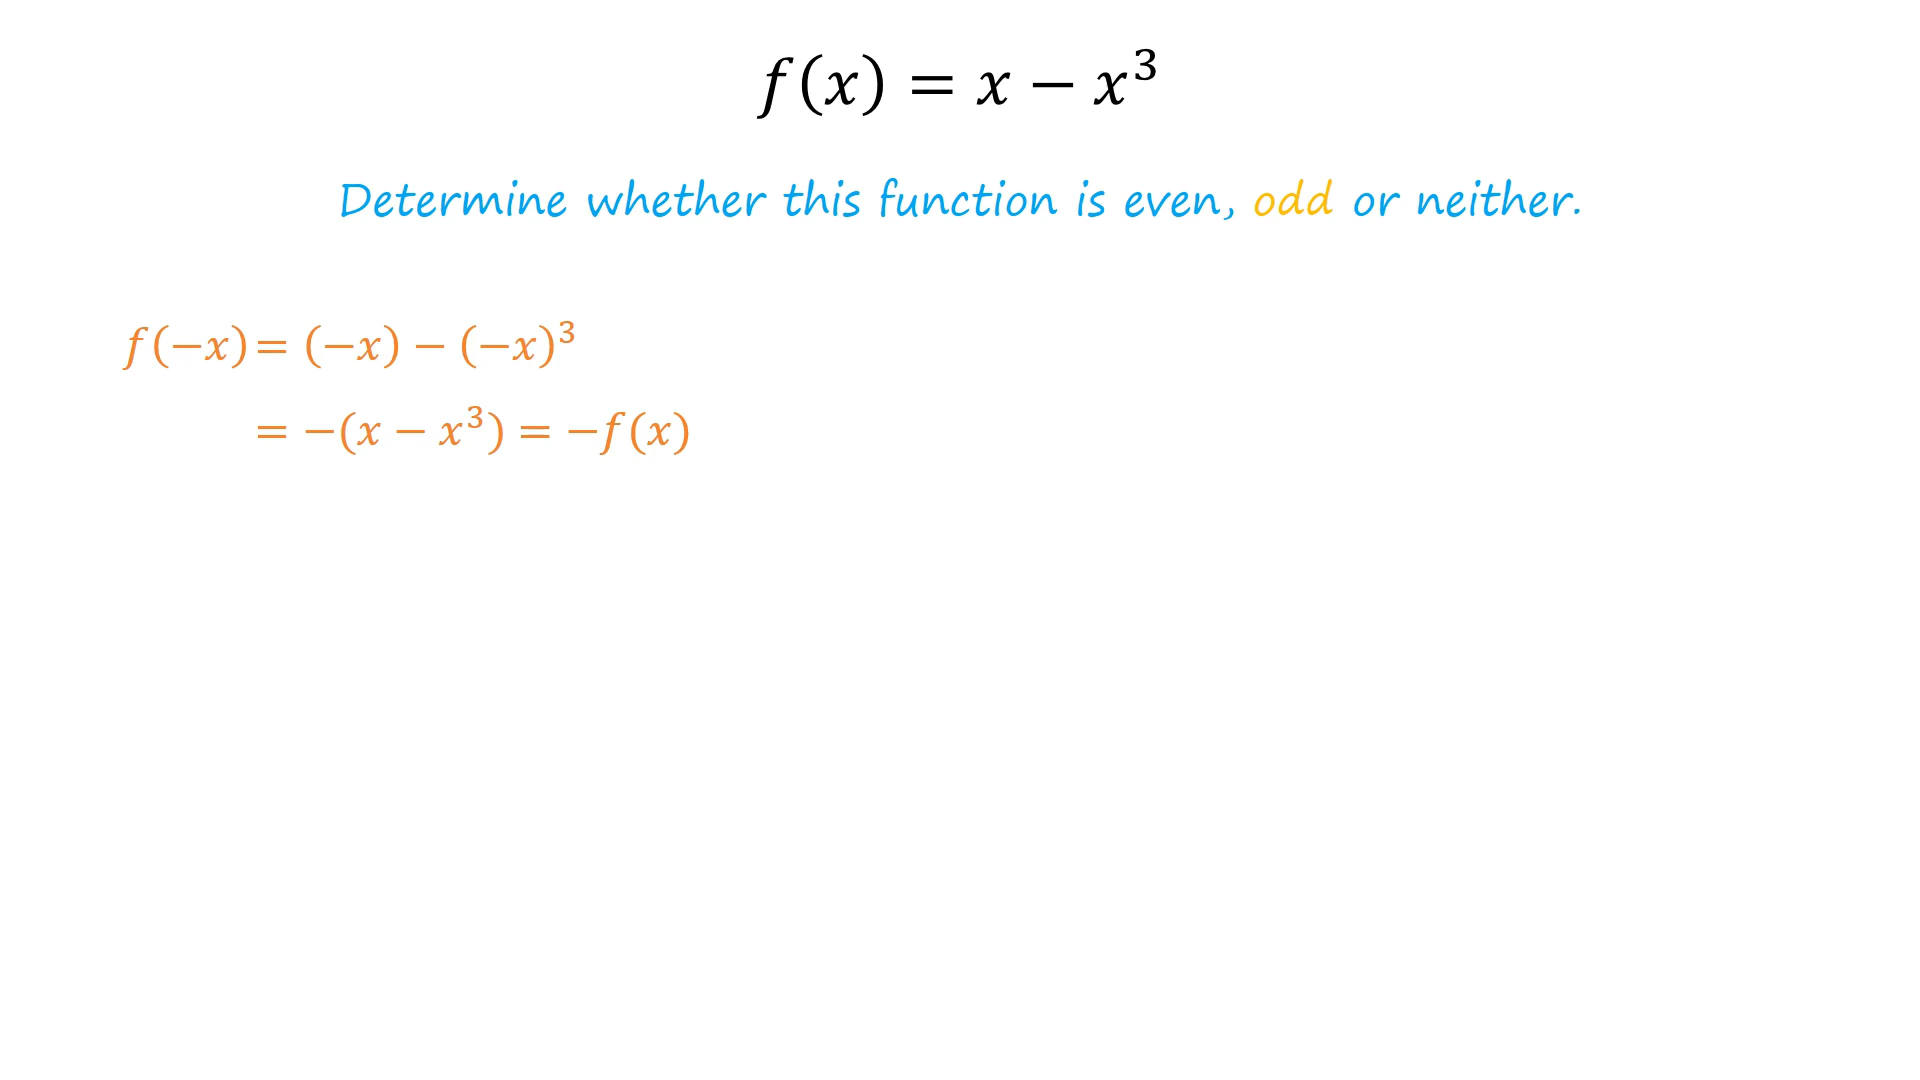 f(x) = x − x³
Determine whether this function is even, odd or neither.
f(−x) = (−x) − (−x)³
= −(x − x³) = −f(x)